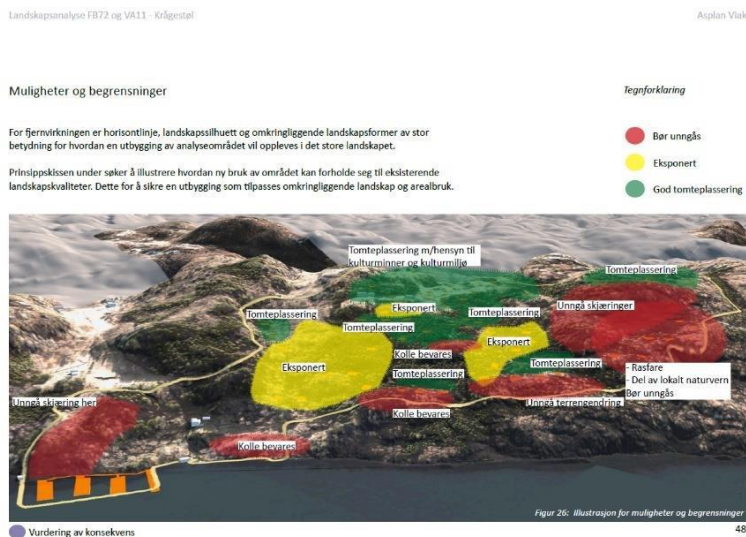 Landskapsanalyse FB72 og VA11 - Krågestøl
Asplan Viak
Muligheter og begrensninger
Tegnforklaring
For fjernvirkningen er horisontlinje, landskapssilhuett og omkringliggende landskapsformer av stor
betydning for hvordan en utbygging av analyseområdet vil oppleves i det store landskapet.
Prinsippskissen under søker å illustrere hvordan ny bruk av området kan forholde seg til eksisterende
landskapskvaliteter. Dette for å sikre en utbygging som tilpasses omkringliggende landskap og arealbruk.
Bør unngås
Eksponert
God tomteplassering
Tomteplassering m/hensyn til
kulturminner og kulturmiljø
Tomteplassering
Unngå skjæringer
Eksponert
Tomteplassering
Tomteplassering
Tomteplassering
Eksponert
Kolle bevares
Eksponert
Tomteplassering
Tomteplassering
- Rasfare
- Del av lokalt naturvern
Bør unngås
Unngå skjæring her
Kolle bevares
Unngå terrengendring
Kolle bevares
Figur 26: Illustrasjon for muligheter og begrensninger
Vurdering av konsekvens
48